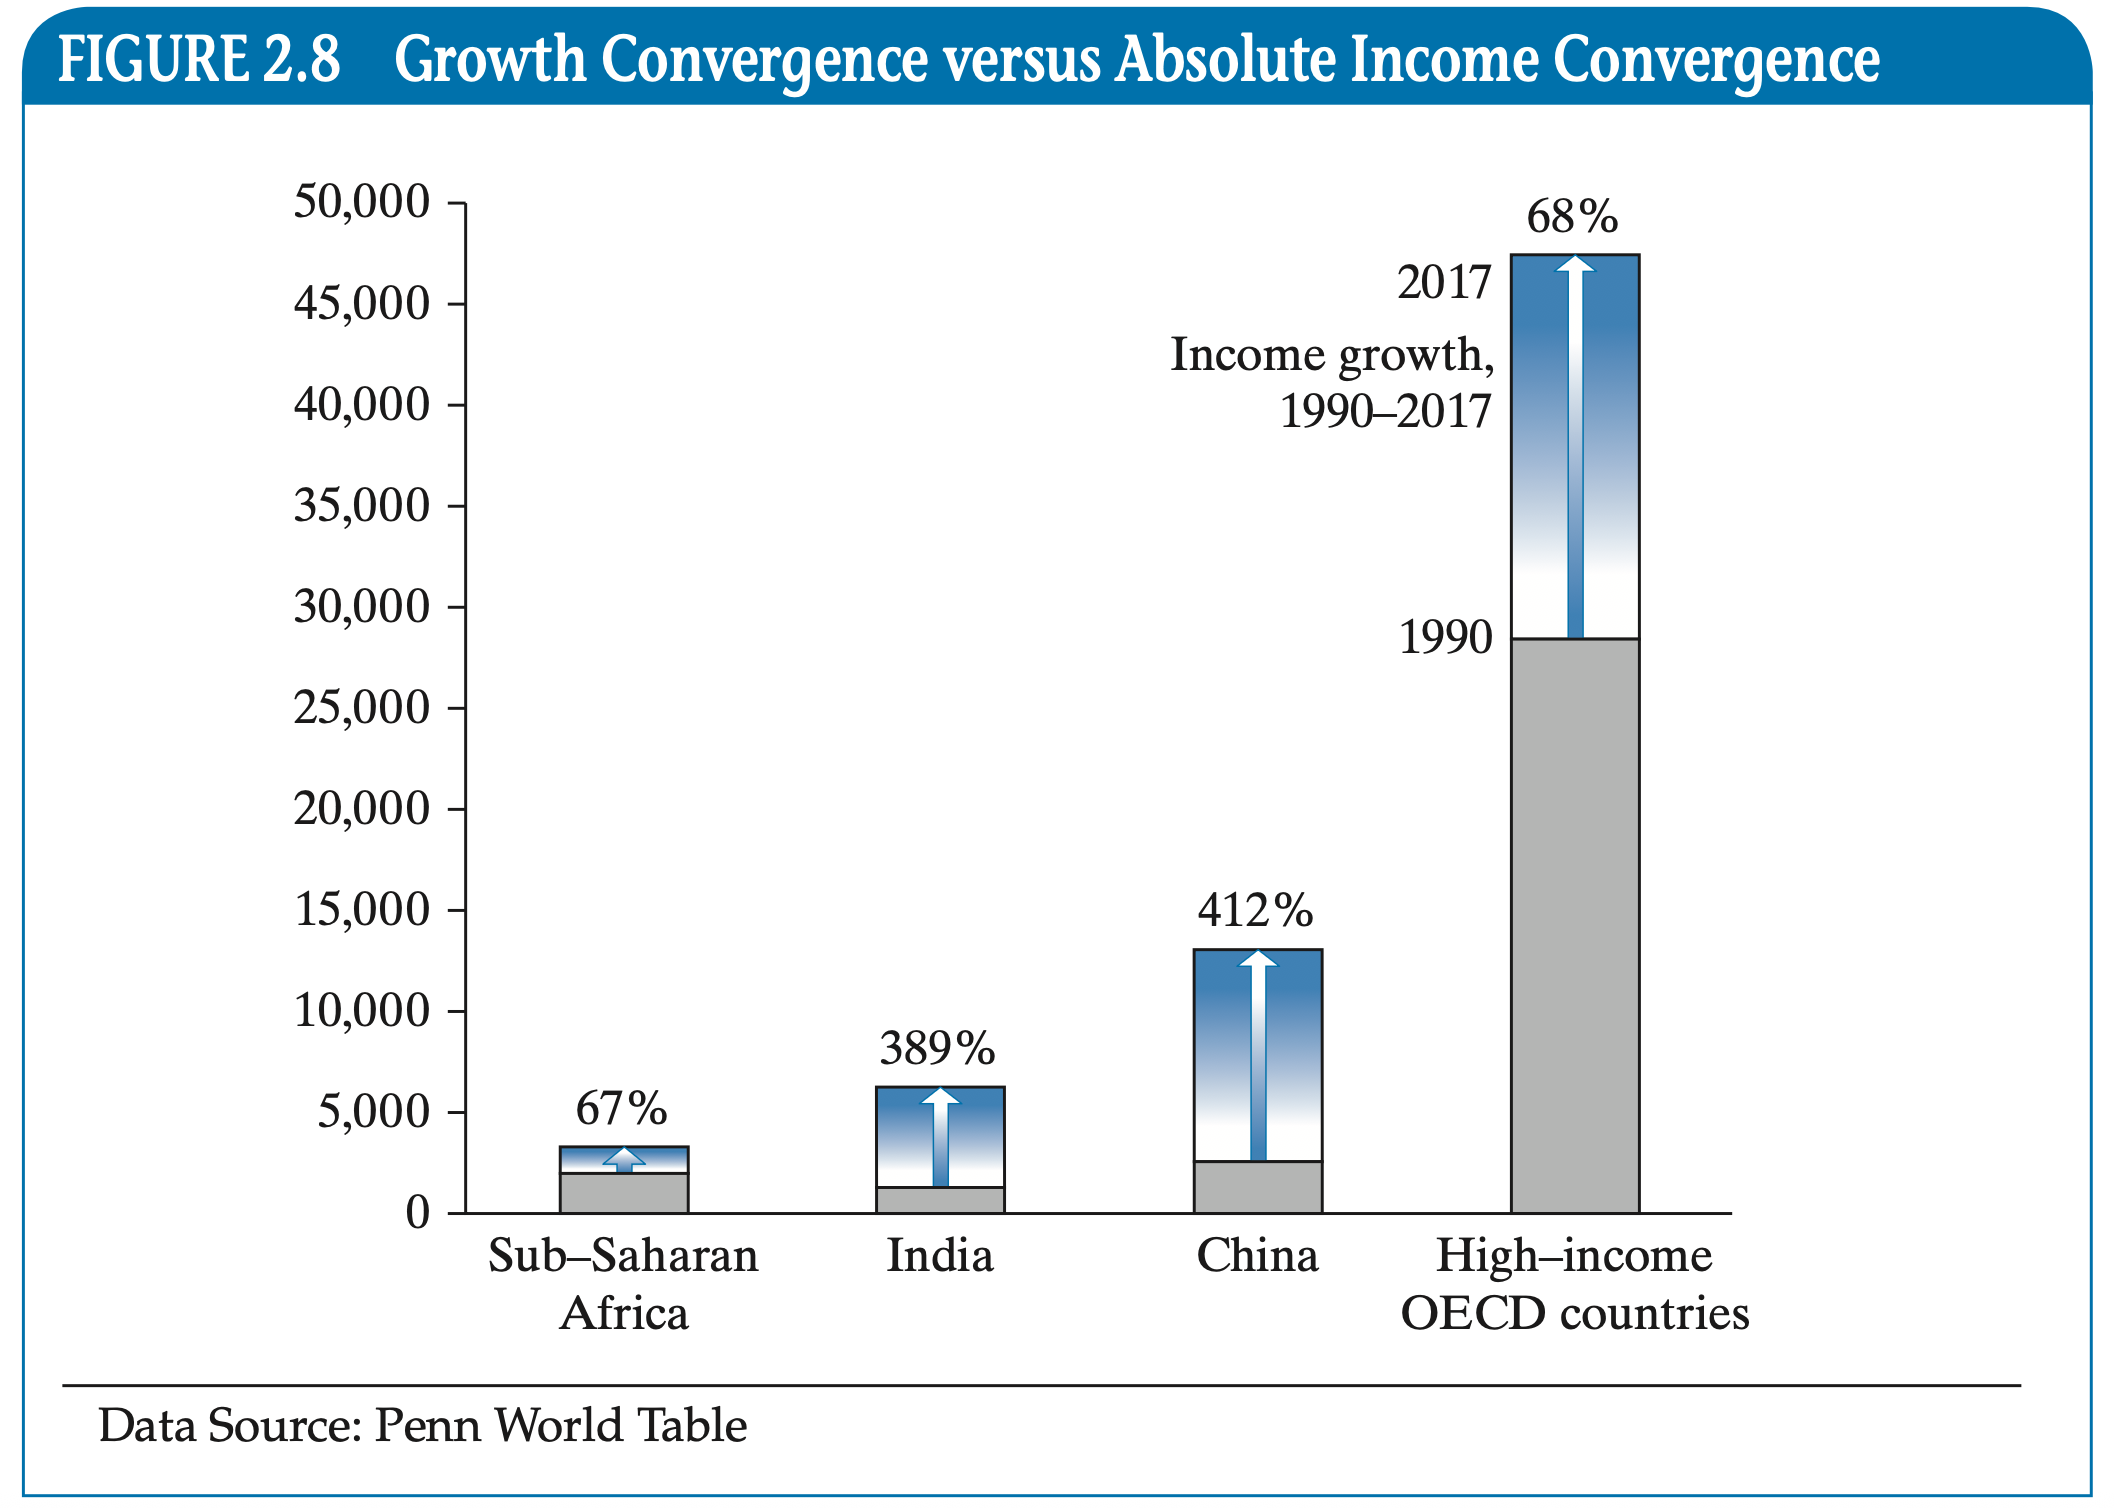 FIGURE 2.8 Growth Convergence versus Absolute Income Convergence
50,000
45,000
40,000
35,000
30,000
25,000
20,000
15,000
10,000
5,000
0
67%
389%
412%
68%
2017
Income growth,
1990–2017
1990
Sub–Saharan
Africa
India
China
High–income
OECD countries
Data Source: Penn World Table